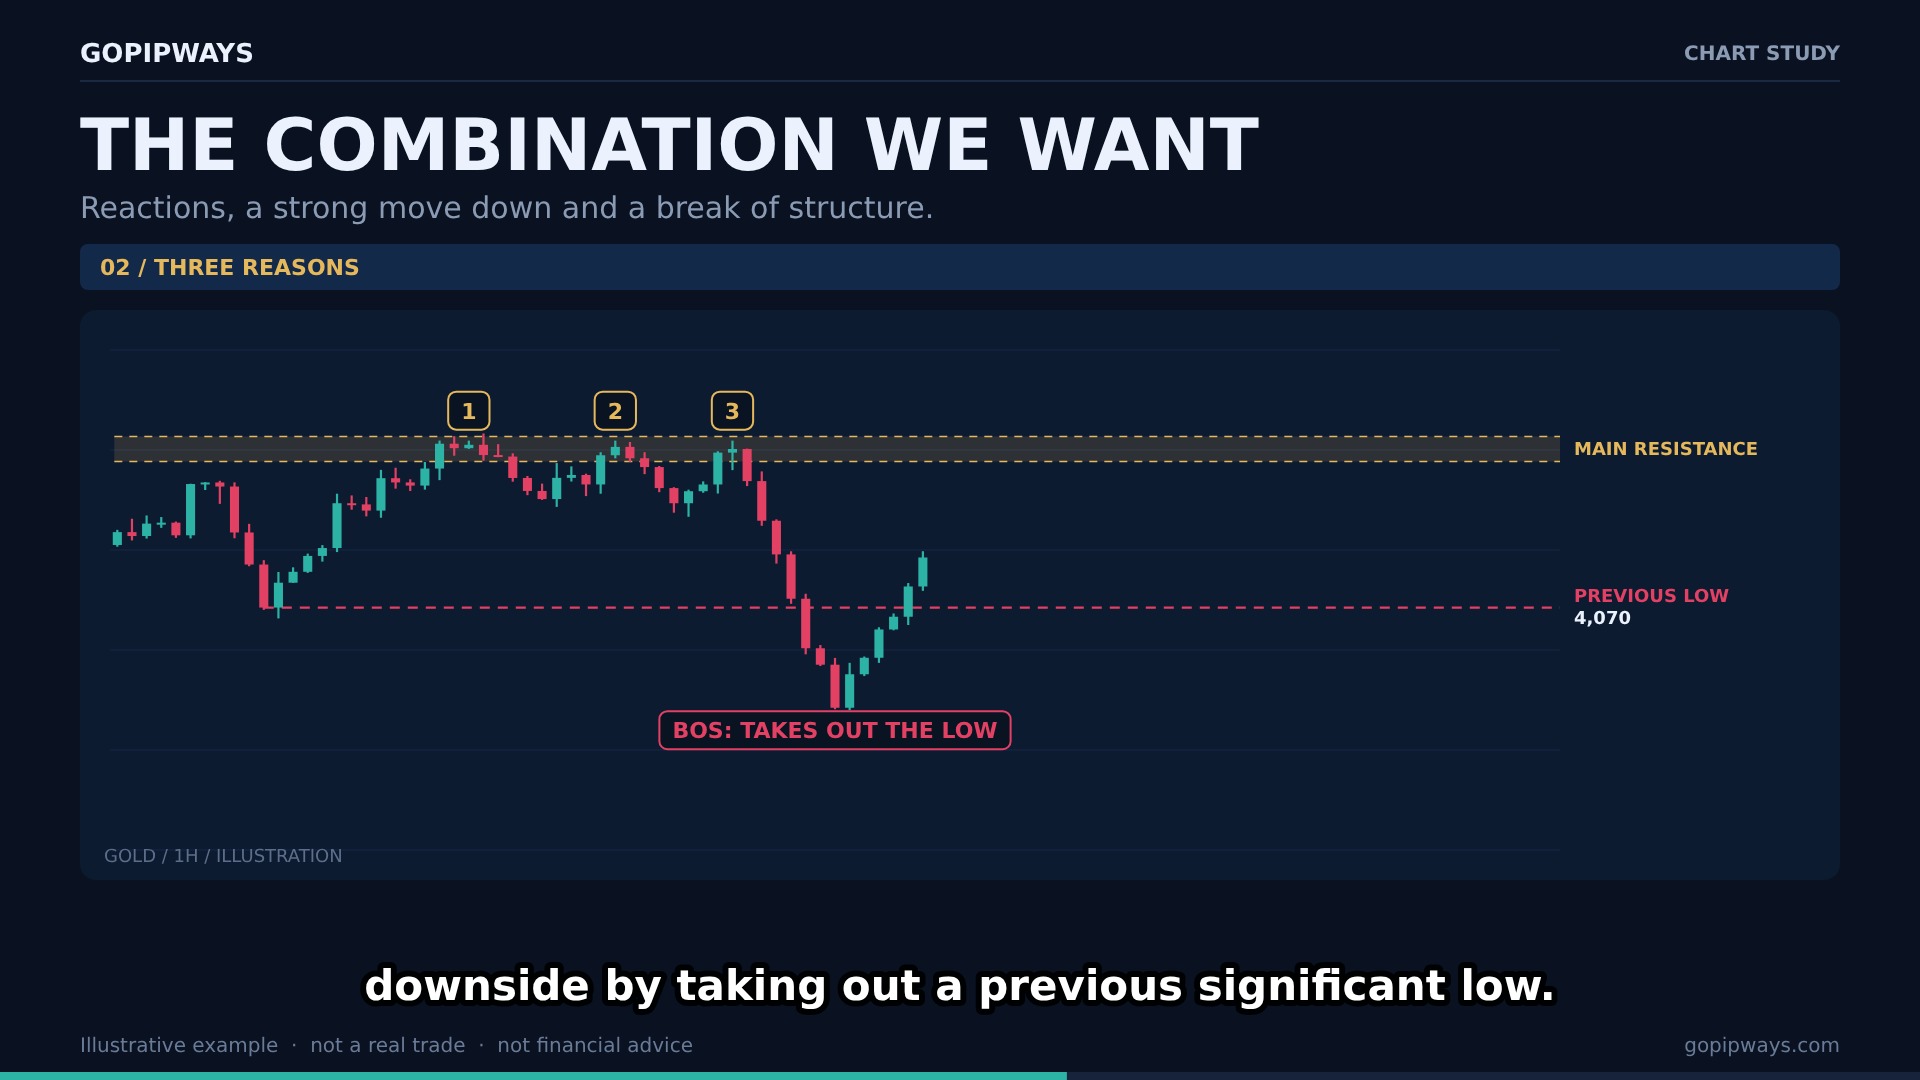 GOPIPWAYS
CHART STUDY
THE COMBINATION WE WANT
Reactions, a strong move down and a break of structure.
02 / THREE REASONS
1
2
3
MAIN RESISTANCE
PREVIOUS LOW
4,070
BOS: TAKES OUT THE LOW
GOLD / 1H / ILLUSTRATION
downside by taking out a previous significant low.
Illustrative example · not a real trade · not financial advice
gopipways.com